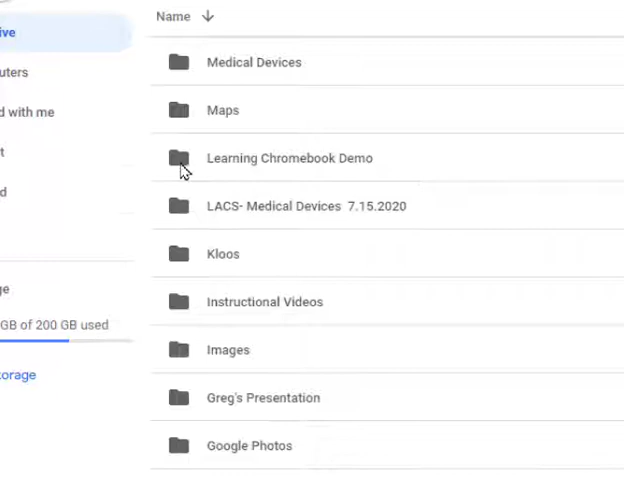 Name
ive
Medical Devices
uters
Maps
d with me
t
Learning Chromebook Demo
d
LACS- Medical Devices 7.15.2020
Kloos
ge
Instructional Videos
GB of 200 GB used
Images
torage
Greg's Presentation
Google Photos